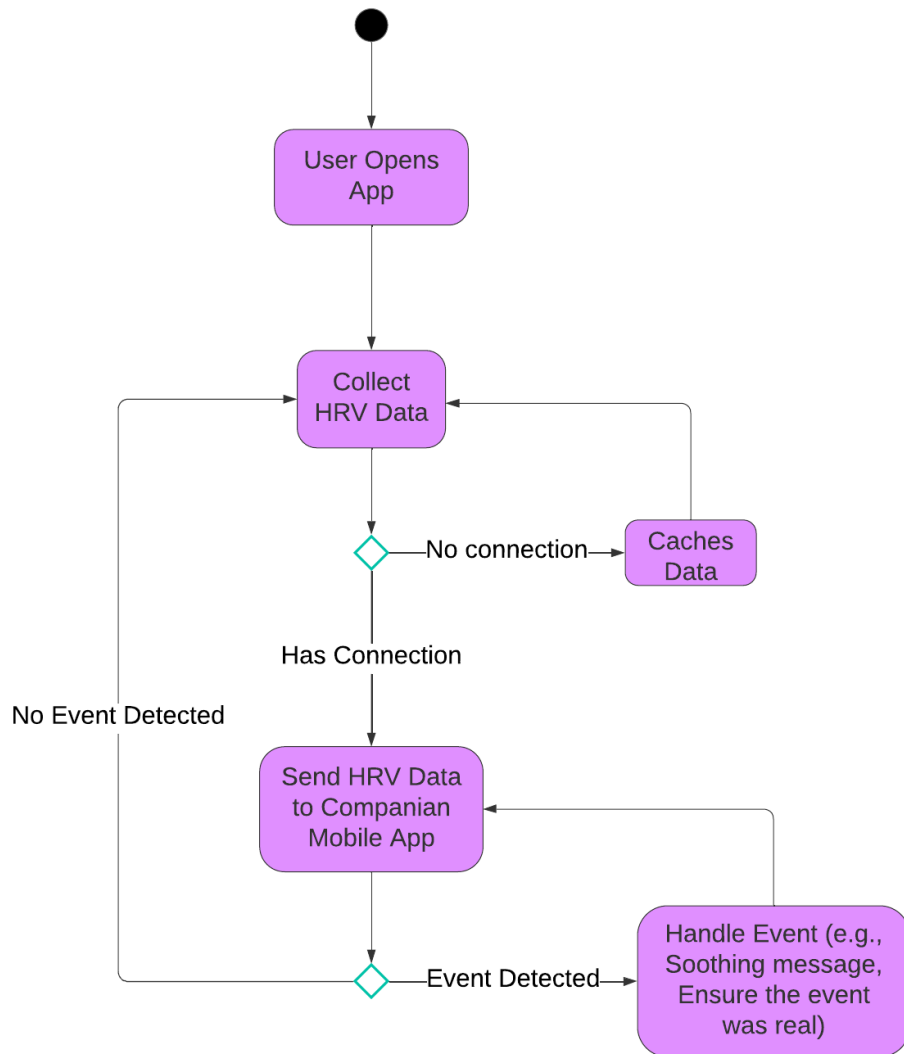 User Opens
App
Collect
HRV Data
No connection
Caches
Data
Has Connection
No Event Detected
Send HRV Data
to Companian
Mobile App
Event Detected
Handle Event (e.g.,
Soothing message,
Ensure the event
was real)